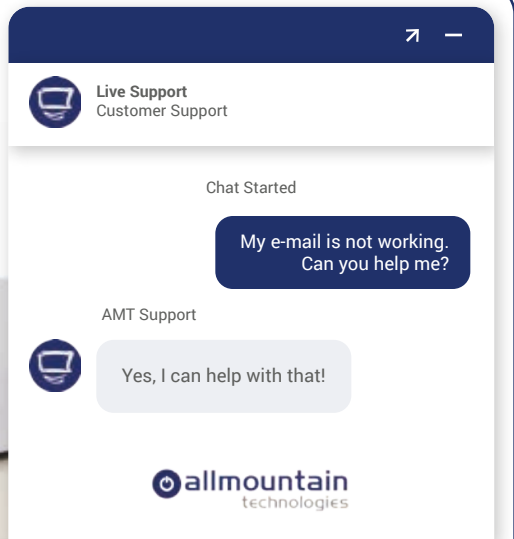 Live Support
Customer Support
Chat Started
My e-mail is not working.
Can you help me?
AMT Support
Yes, I can help with that!
allmountain
technologies